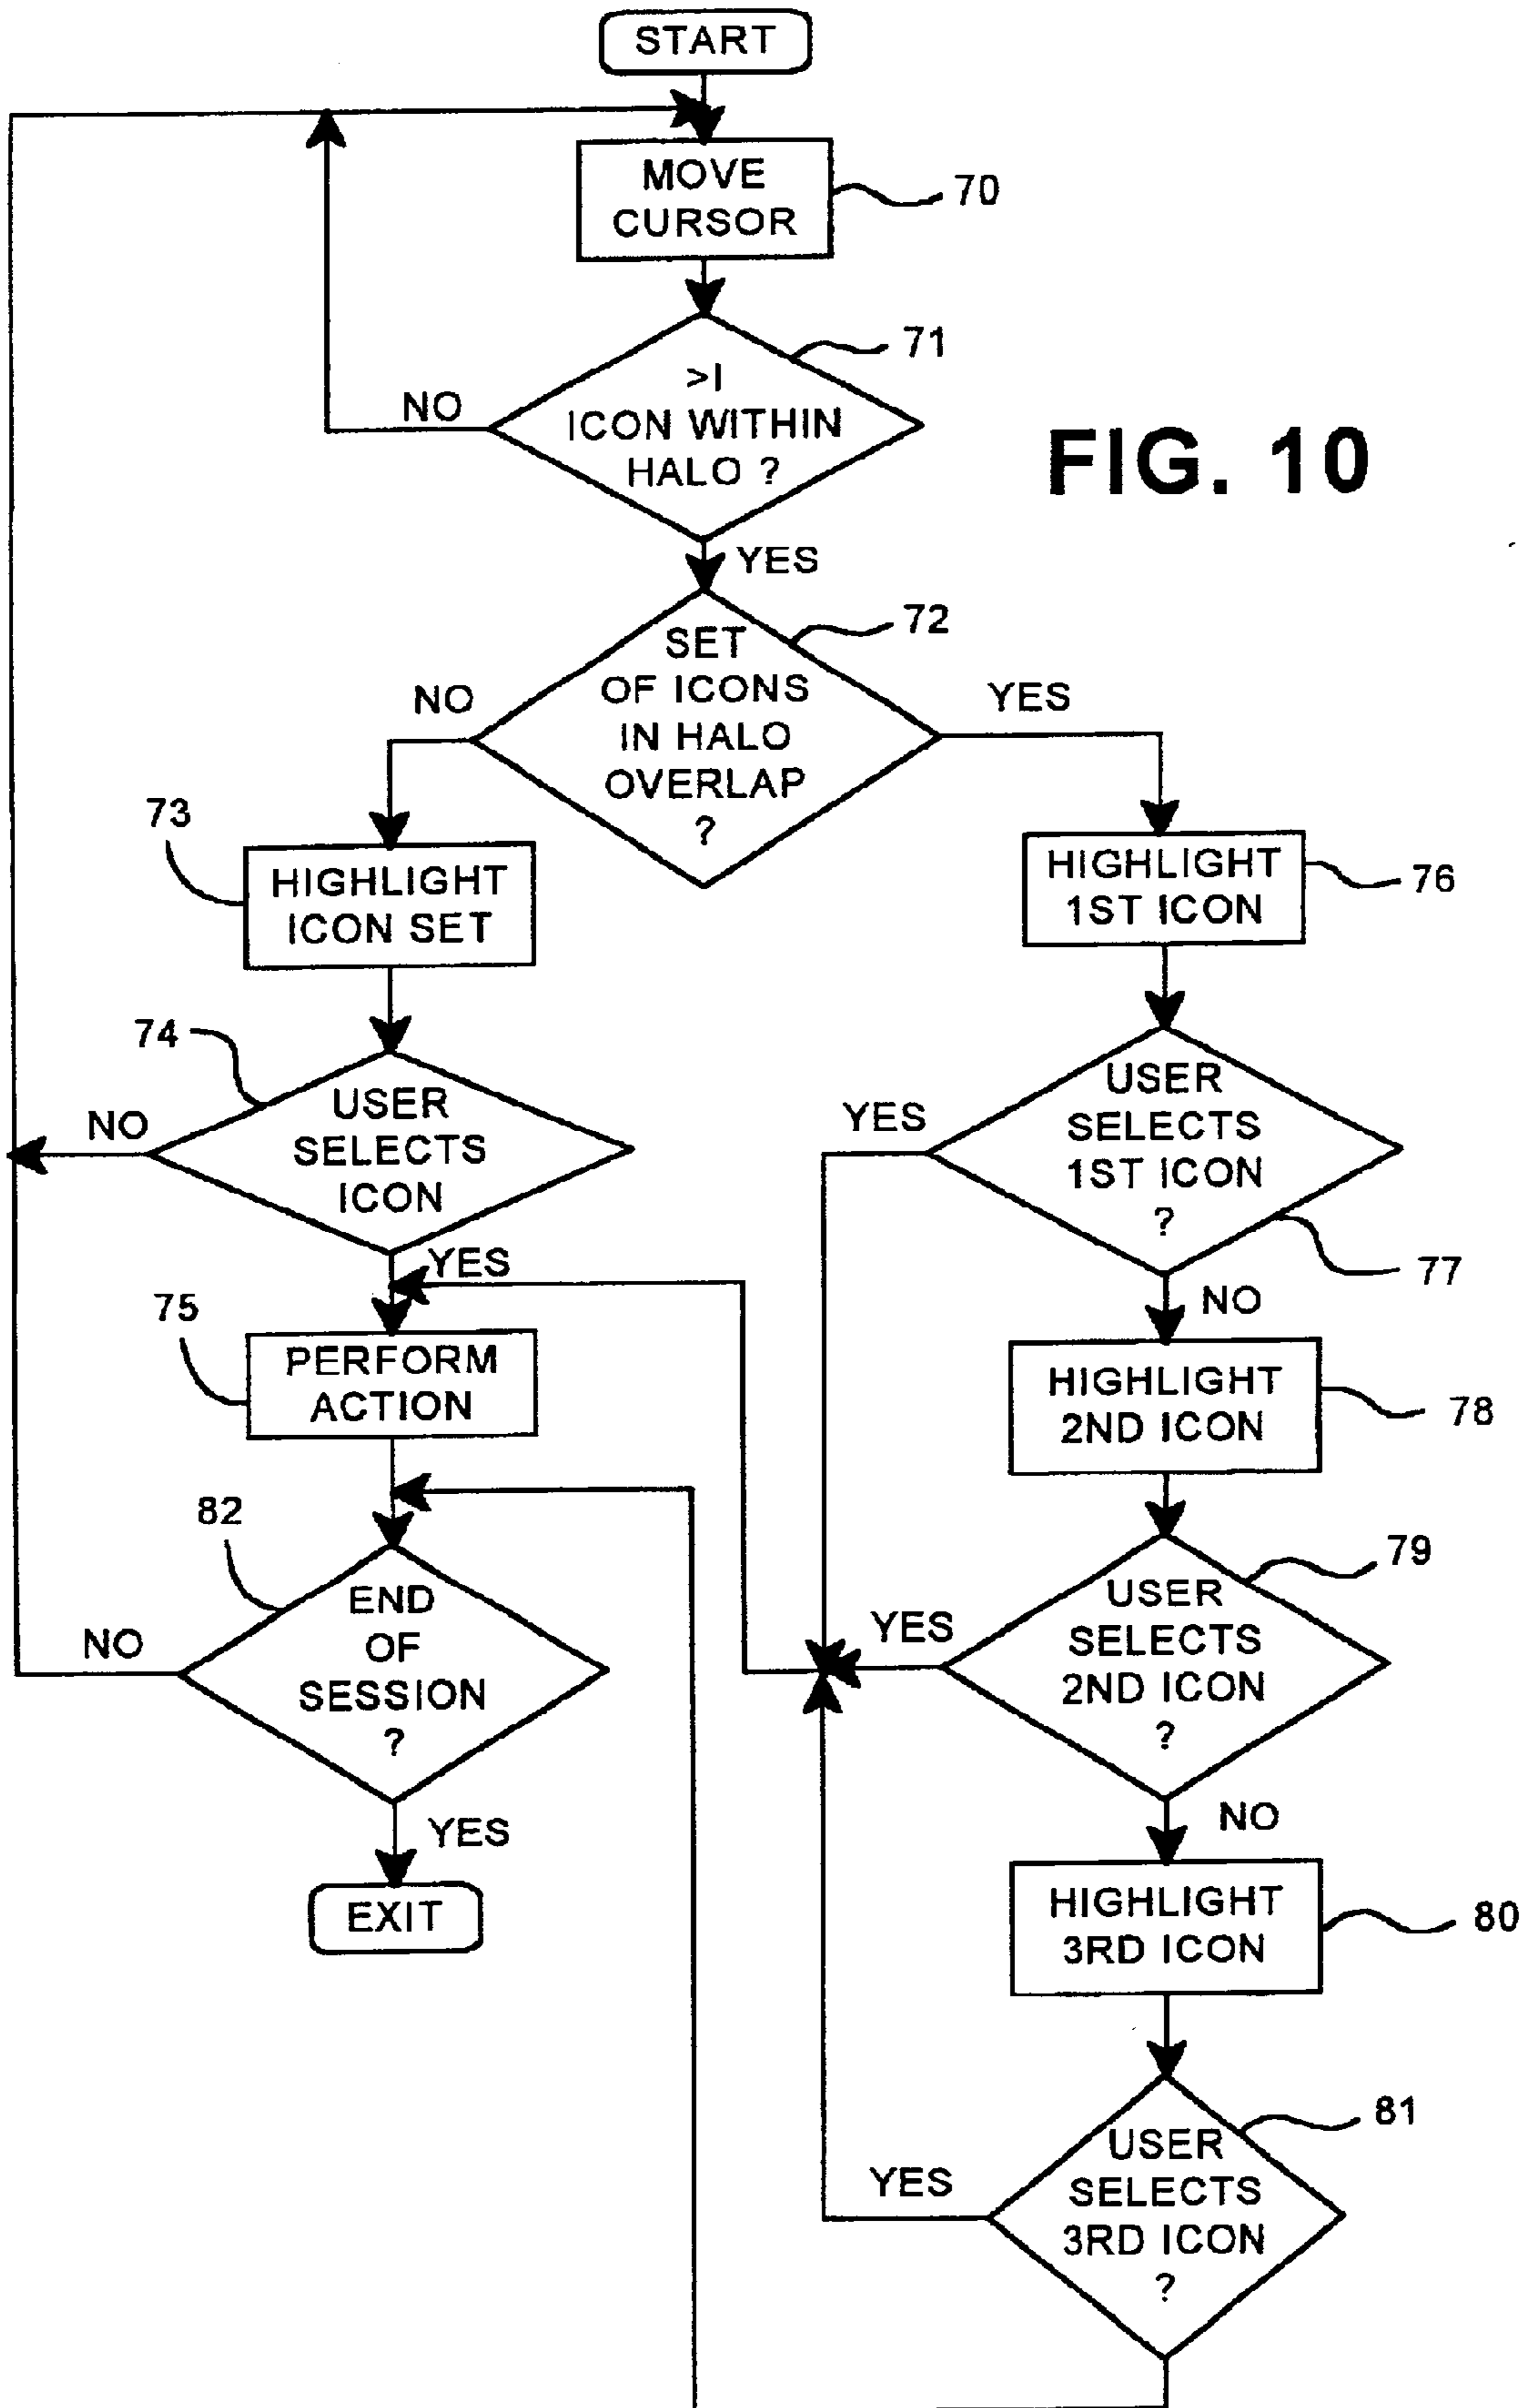 START
MOVE
CURSOR
70
71
>I
ICON WITHIN
HALO ?
NO
FIG. 10
YES
72
SET
OF ICONS
IN HALO
OVERLAP
?
NO
YES
73
HIGHLIGHT
ICON SET
HIGHLIGHT
1ST ICON
76
74
USER
SELECTS
ICON
NO
YES
USER
SELECTS
1ST ICON
?
YES
77
NO
75
PERFORM
ACTION
HIGHLIGHT
2ND ICON
78
82
END
OF
SESSION
?
NO
YES
EXIT
79
USER
SELECTS
2ND ICON
?
YES
NO
HIGHLIGHT
3RD ICON
80
81
USER
SELECTS
3RD ICON
?
YES